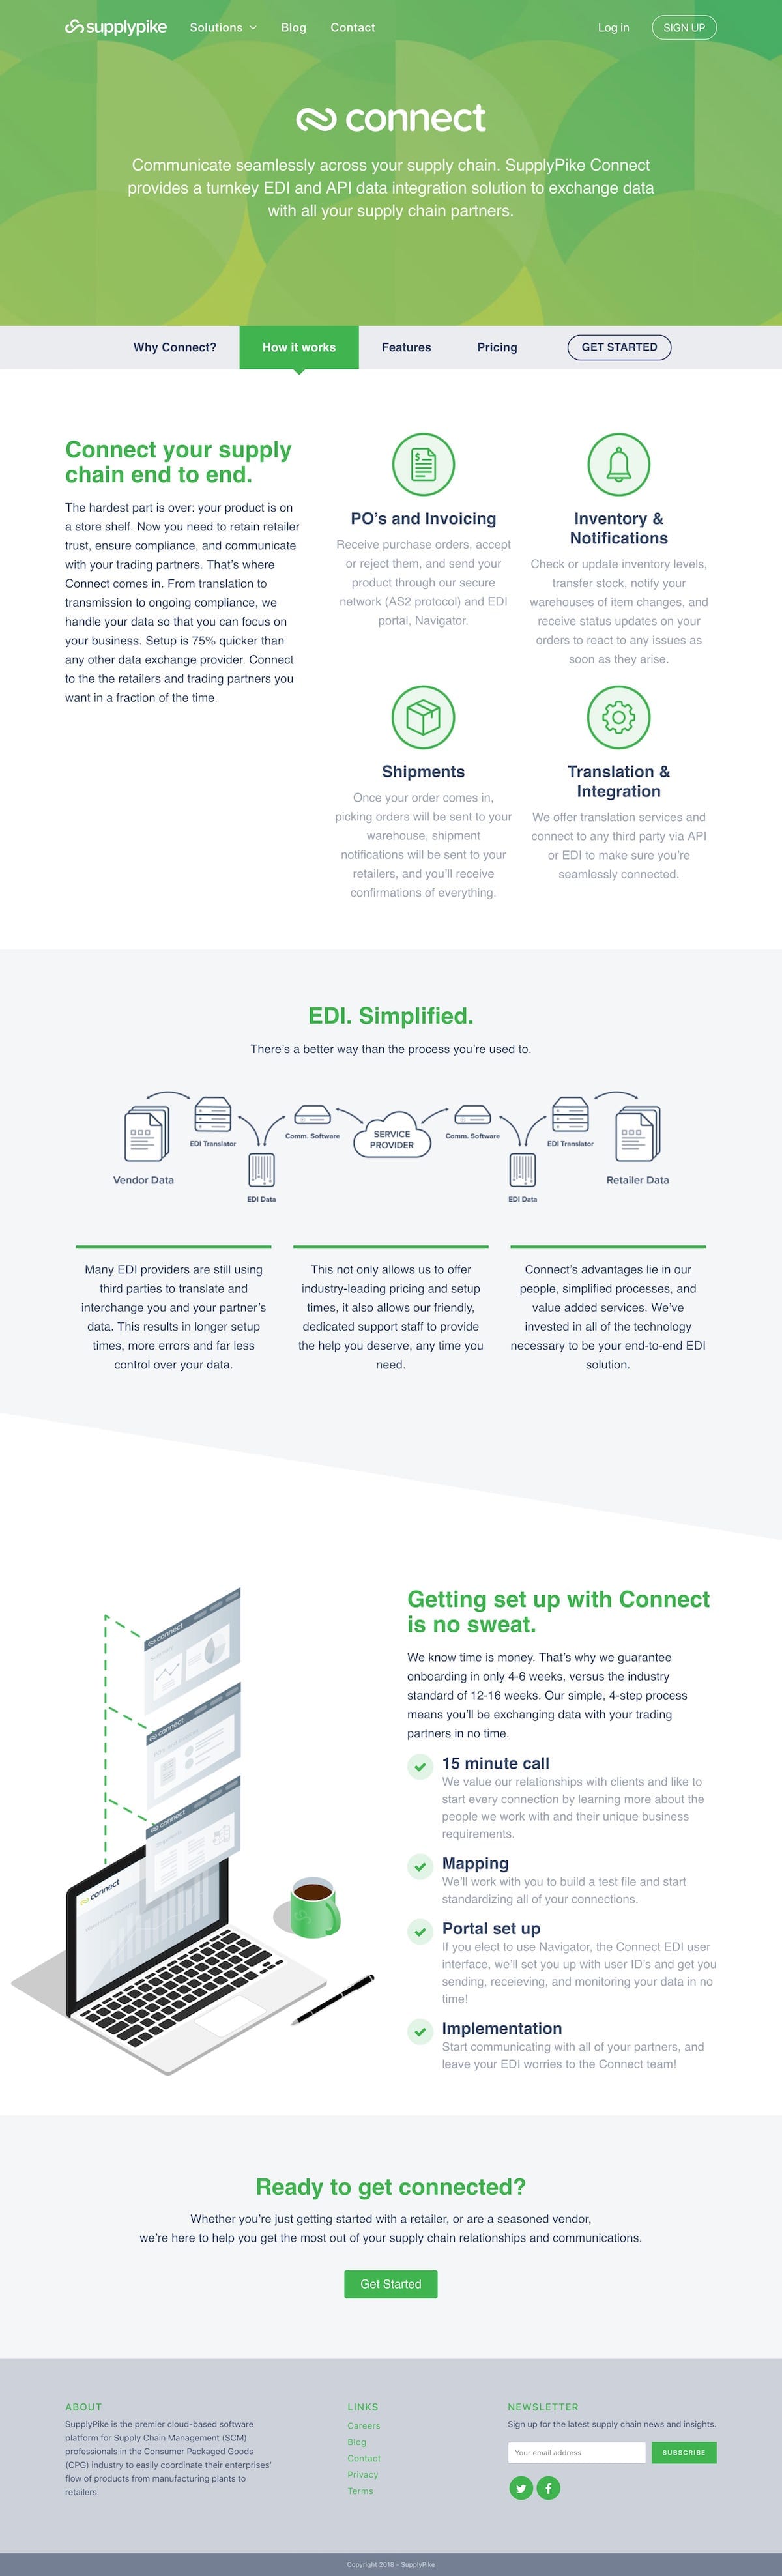 supplypike Solutions Blog Contact Log in SIGN UP
connect
Communicate seamlessly across your supply chain. SupplyPike Connect
provides a turnkey EDI and API data integration solution to exchange data
with all your supply chain partners.
Why Connect? How it works Features Pricing GET STARTED
Connect your supply
chain end to end.
The hardest part is over: your product is on
a store shelf. Now you need to retain retailer
trust, ensure compliance, and communicate
with your trading partners. That’s where
Connect comes in. From translation to
transmission to ongoing compliance, we
handle your data so that you can focus on
your business. Setup is 75% quicker than
any other data exchange provider. Connect
to the the retailers and trading partners you
want in a fraction of the time.
PO’s and Invoicing
Receive purchase orders, accept
or reject them, and send your
product through our secure
network (AS2 protocol) and EDI
portal, Navigator.
Inventory &
Notifications
Check or update inventory levels,
transfer stock, notify your
warehouses of item changes, and
receive status updates on your
orders to react to any issues as
soon as they arise.
Shipments
Once your order comes in,
picking orders will be sent to your
warehouse, shipment
notifications will be sent to your
retailers, and you’ll receive
confirmations of everything.
Translation &
Integration
We offer translation services and
connect to any third party via API
or EDI to make sure you’re
seamlessly connected.
EDI. Simplified.
There’s a better way than the process you’re used to.
Vendor Data
EDI Translator
EDI Data
Comm. Software
SERVICE
PROVIDER
Comm. Software
EDI Data
EDI Translator
Retailer Data
Many EDI providers are still using
third parties to translate and
interchange you and your partner’s
data. This results in longer setup
times, more errors and far less
control over your data.
This not only allows us to offer
industry-leading pricing and setup
times, it also allows our friendly,
dedicated support staff to provide
the help you deserve, any time you
need.
Connect’s advantages lie in our
people, simplified processes, and
value added services. We’ve
invested in all of the technology
necessary to be your end-to-end EDI
solution.
connect
connect
connect
connect
Getting set up with Connect
is no sweat.
We know time is money. That’s why we guarantee
onboarding in only 4-6 weeks, versus the industry
standard of 12-16 weeks. Our simple, 4-step process
means you’ll be exchanging data with your trading
partners in no time.
15 minute call
We value our relationships with clients and like to
start every connection by learning more about the
people we work with and their unique business
requirements.
Mapping
We’ll work with you to build a test file and start
standardizing all of your connections.
Portal set up
If you elect to use Navigator, the Connect EDI user
interface, we’ll set you up with user ID’s and get you
sending, receieving, and monitoring your data in no
time!
Implementation
Start communicating with all of your partners, and
leave your EDI worries to the Connect team!
Ready to get connected?
Whether you’re just getting started with a retailer, or are a seasoned vendor,
we’re here to help you get the most out of your supply chain relationships and communications.
Get Started
ABOUT
SupplyPike is the premier cloud-based software
platform for Supply Chain Management (SCM)
professionals in the Consumer Packaged Goods
(CPG) industry to easily coordinate their enterprises’
flow of products from manufacturing plants to
retailers.
LINKS
Careers
Blog
Contact
Privacy
Terms
NEWSLETTER
Sign up for the latest supply chain news and insights.
Your email address SUBSCRIBE
Copyright 2018 - SupplyPike